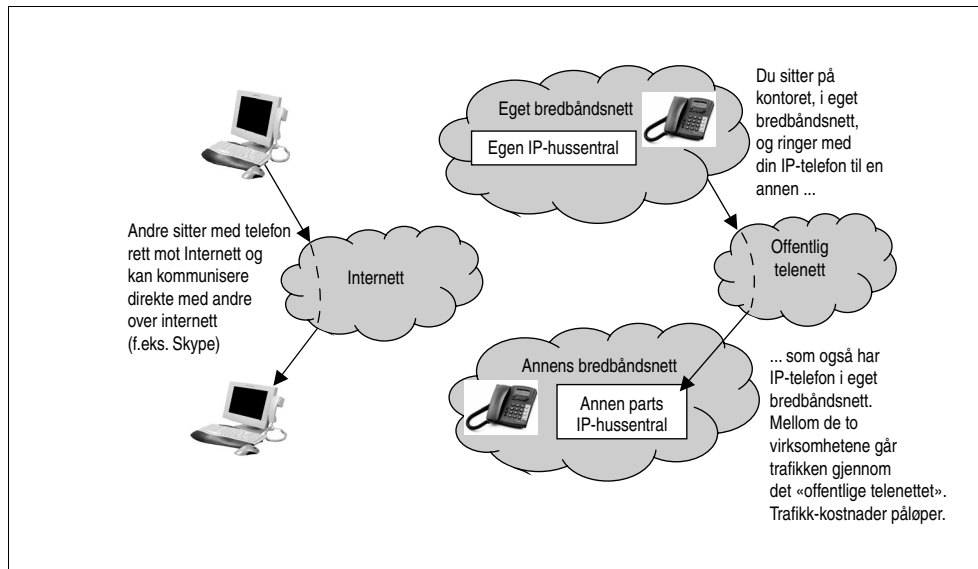 Andre sitter med telefon
rett mot Internett og
kan kommunisere
direkte med andre
over internett
(f.eks. Skype)
Internett
Eget bredbåndsnett
Egen IP-hussentral
Du sitter på
kontoret, i eget
bredbåndsnett,
og ringer med
din IP-telefon til en
annen ...
Offentlig
telenett
Annens bredbåndsnett
Annen parts
IP-hussentral
... som også har
IP-telefon i eget
bredbåndsnett.
Mellom de to
virksomhetene går
trafikken gjennom
det «offentlige telenettet».
Trafikk-kostnader påløper.